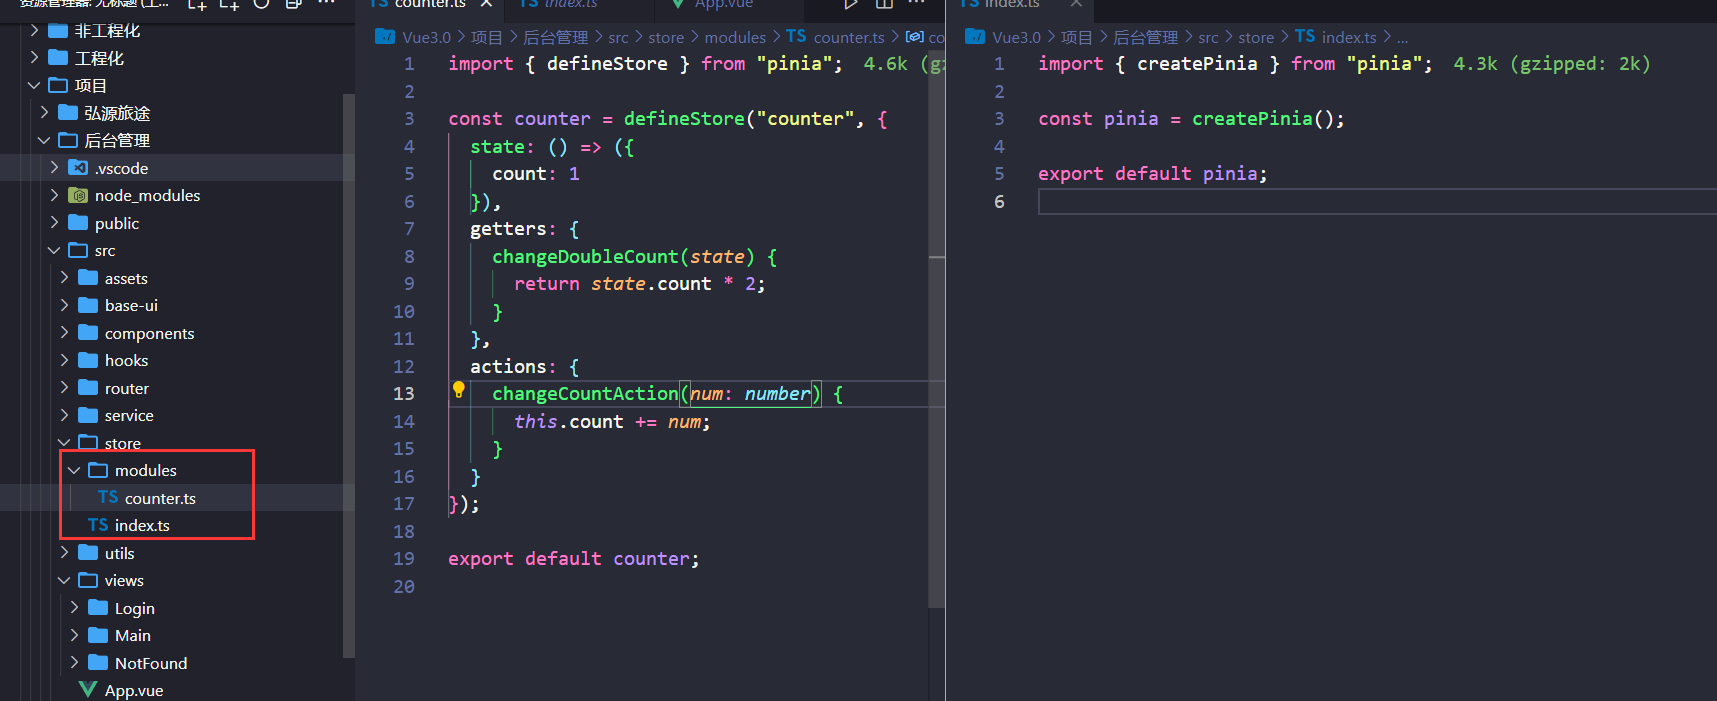 资源管理器: 无标题 (工...
非工程化
工程化
项目
弘源旅途
后台管理
.vscode
node_modules
public
src
assets
base-ui
components
hooks
router
service
store
modules
TS counter.ts
TS index.ts
utils
views
Login
Main
NotFound
App.vue
TS counter.ts
TS index.ts
App.vue
Vue3.0 > 项目 > 后台管理 > src > store > modules > TS counter.ts > co
1 import { defineStore } from "pinia"; 4.6k (gz
2
3 const counter = defineStore("counter", {
4 state: () => ({
5 count: 1
6 }),
7 getters: {
8 changeDoubleCount(state) {
9 return state.count * 2;
10 }
11 },
12 actions: {
13 changeCountAction(num: number) {
14 this.count += num;
15 }
16 }
17 });
18
19 export default counter;
20
TS index.ts
Vue3.0 > 项目 > 后台管理 > src > store > TS index.ts > ...
1 import { createPinia } from "pinia"; 4.3k (gzipped: 2k)
2
3 const pinia = createPinia();
4
5 export default pinia;
6